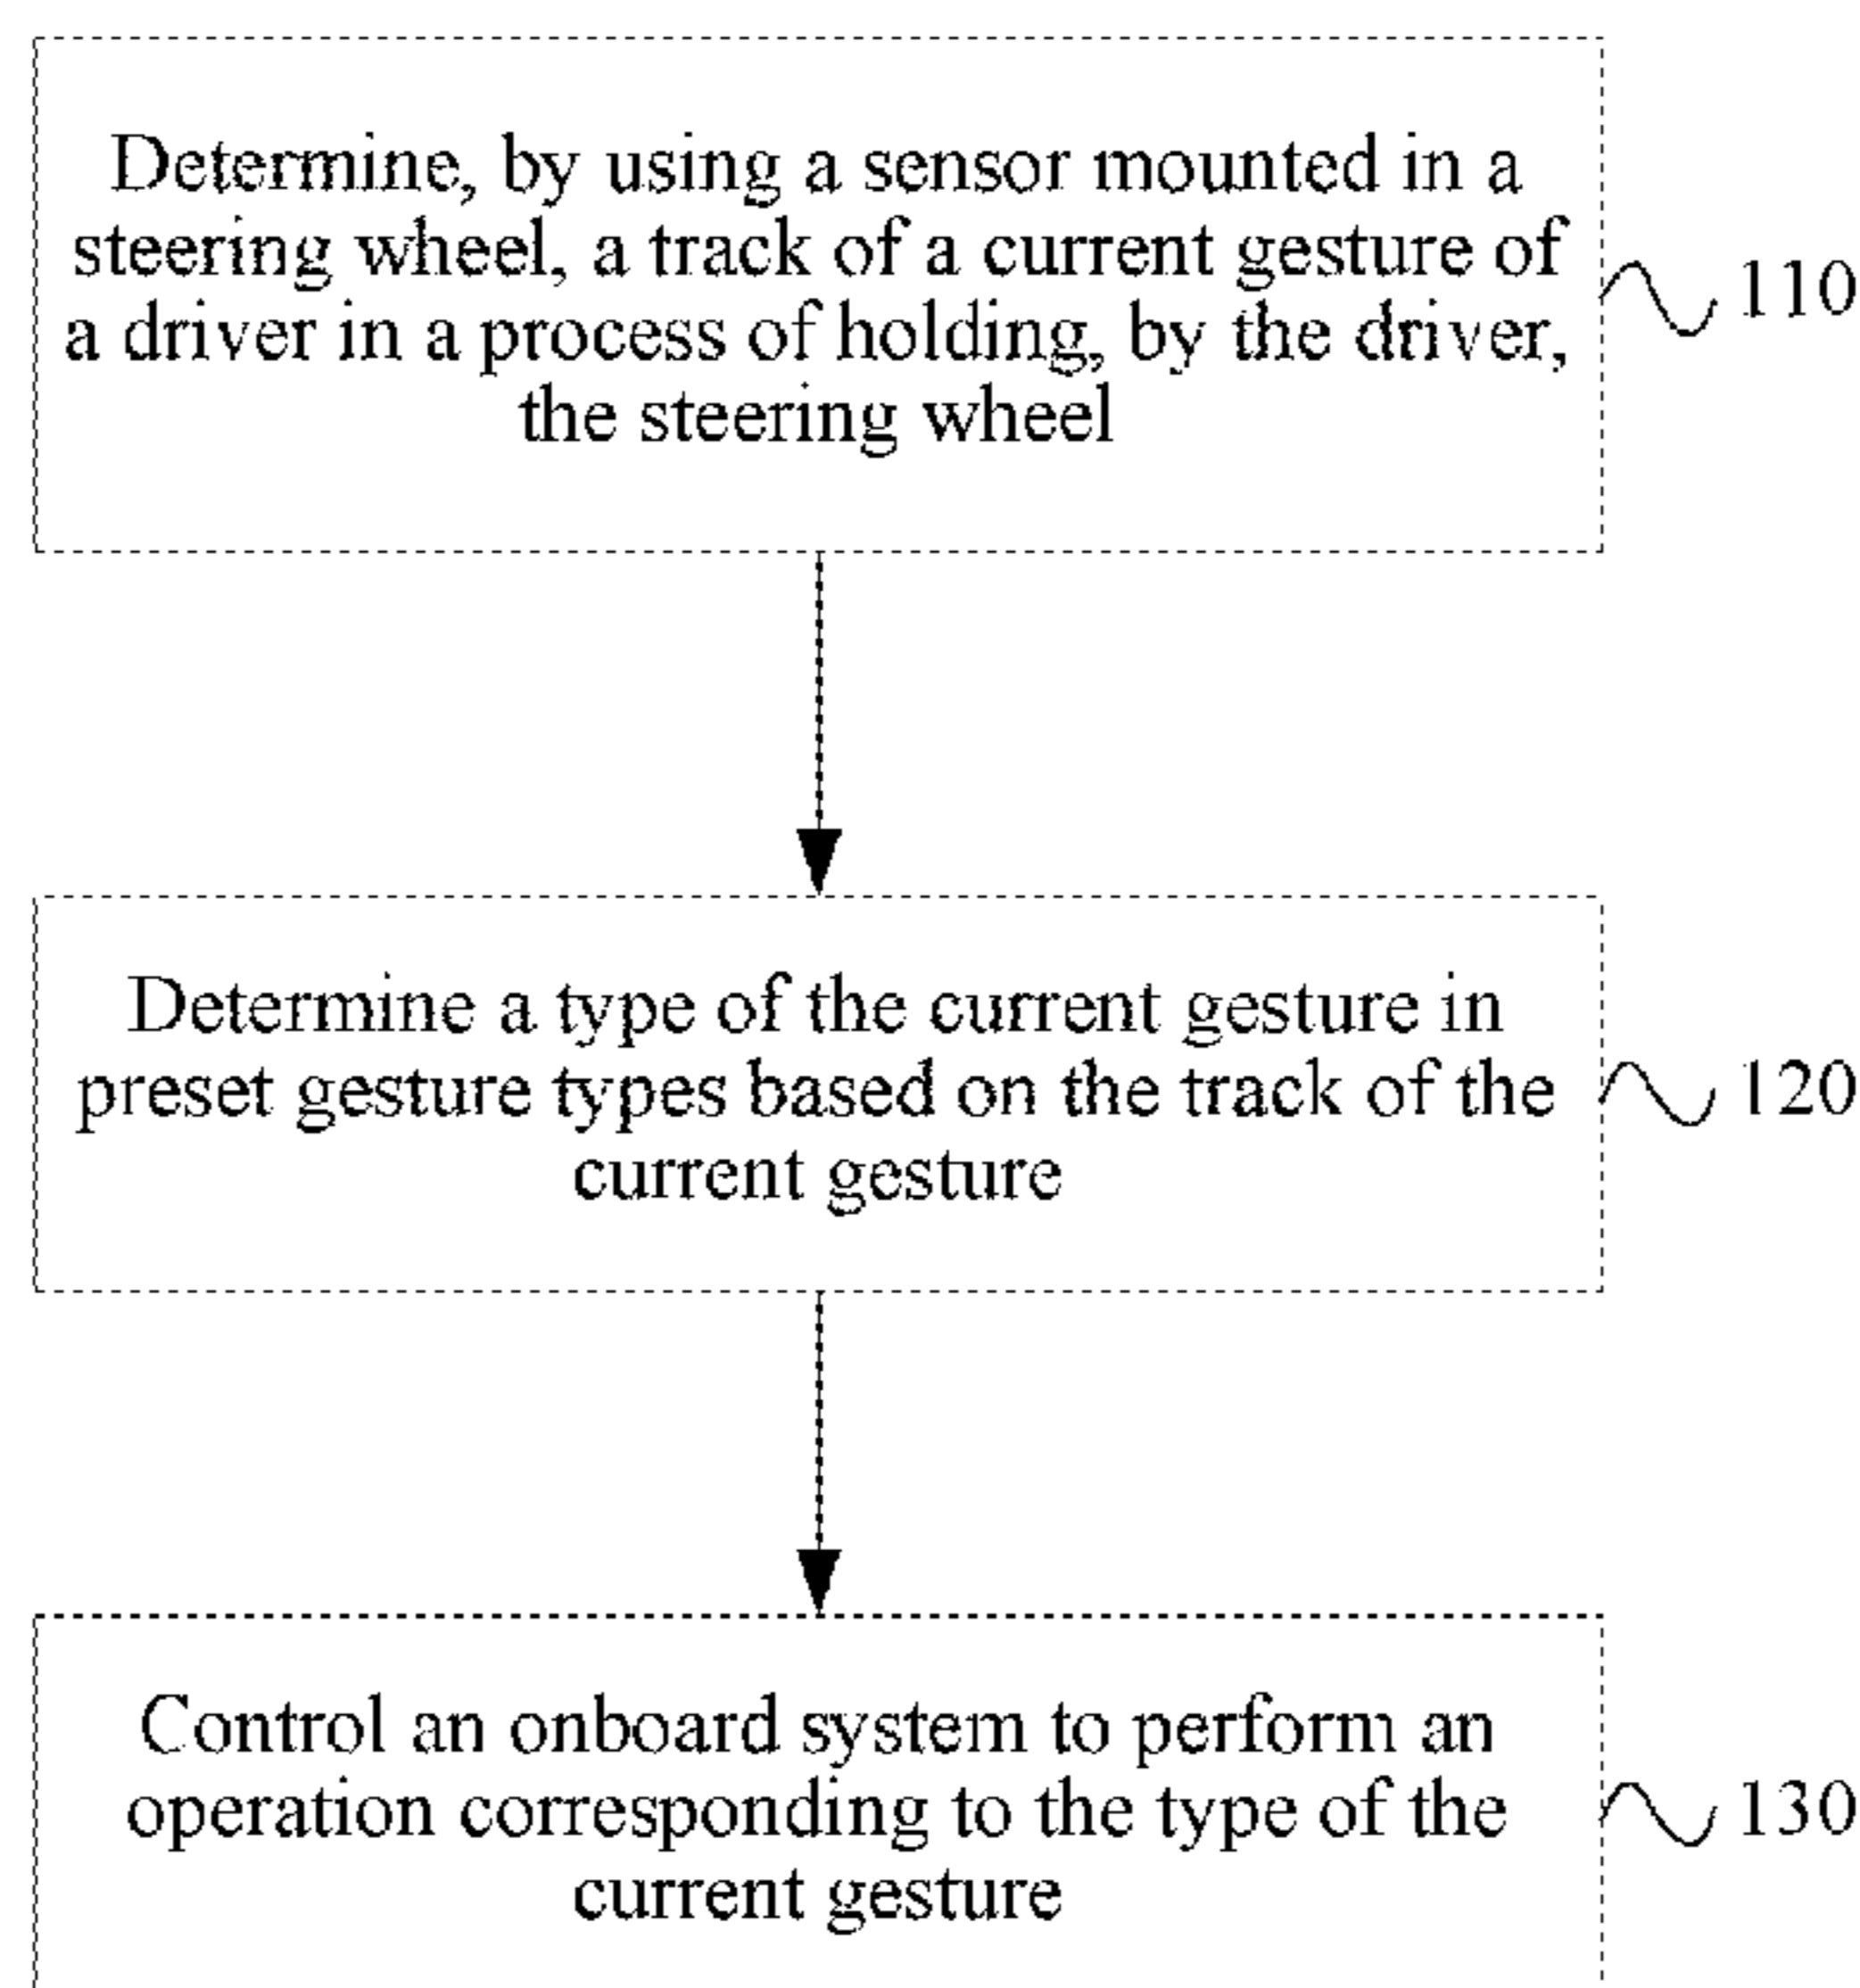 Determine, by using a sensor mounted in a
steering wheel, a track of a current gesture of
a driver in a process of holding, by the driver,
the steering wheel
110
Determine a type of the current gesture in
preset gesture types based on the track of the
current gesture
120
Control an onboard system to perform an
operation corresponding to the type of the
current gesture
130